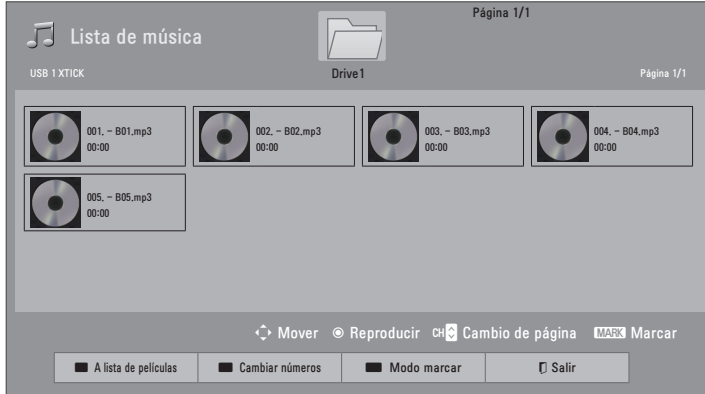 Página 1/1
Lista de música
USB 1 XTICK
Drive1
Página 1/1
001. - B01.mp3
00:00
002. - B02.mp3
00:00
003. - B03.mp3
00:00
004. - B04.mp3
00:00
005. - B05.mp3
00:00
Mover Reproducir CH Cambio de página MARK Marcar
A lista de películas Cambiar números Modo marcar Salir